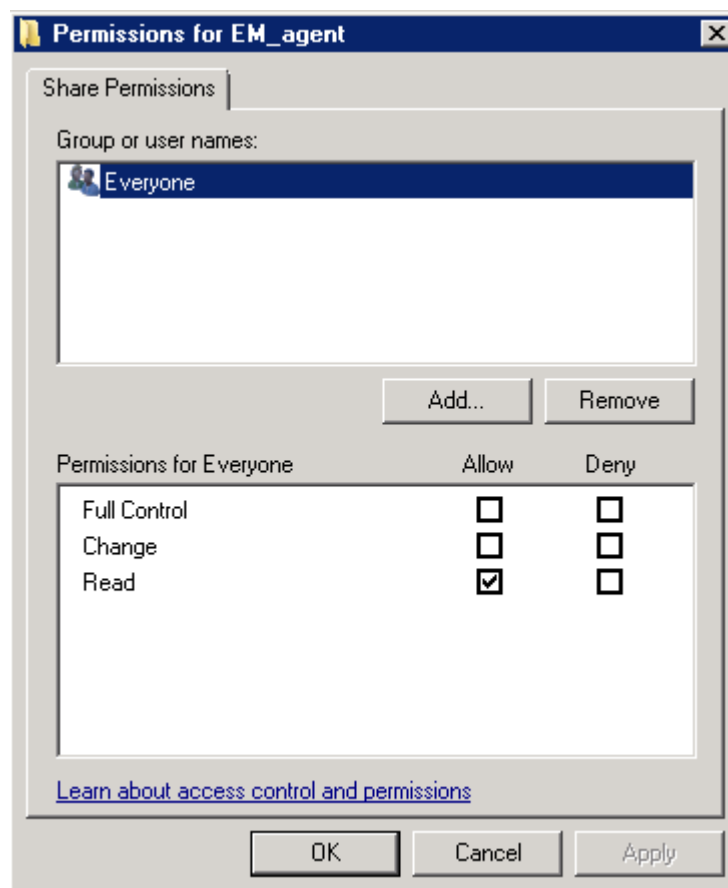 Permissions for EM_agent
Share Permissions
Group or user names:
Everyone
Add... Remove
Permissions for Everyone Allow Deny
Full Control
Change
Read
Learn about access control and permissions
OK Cancel Apply